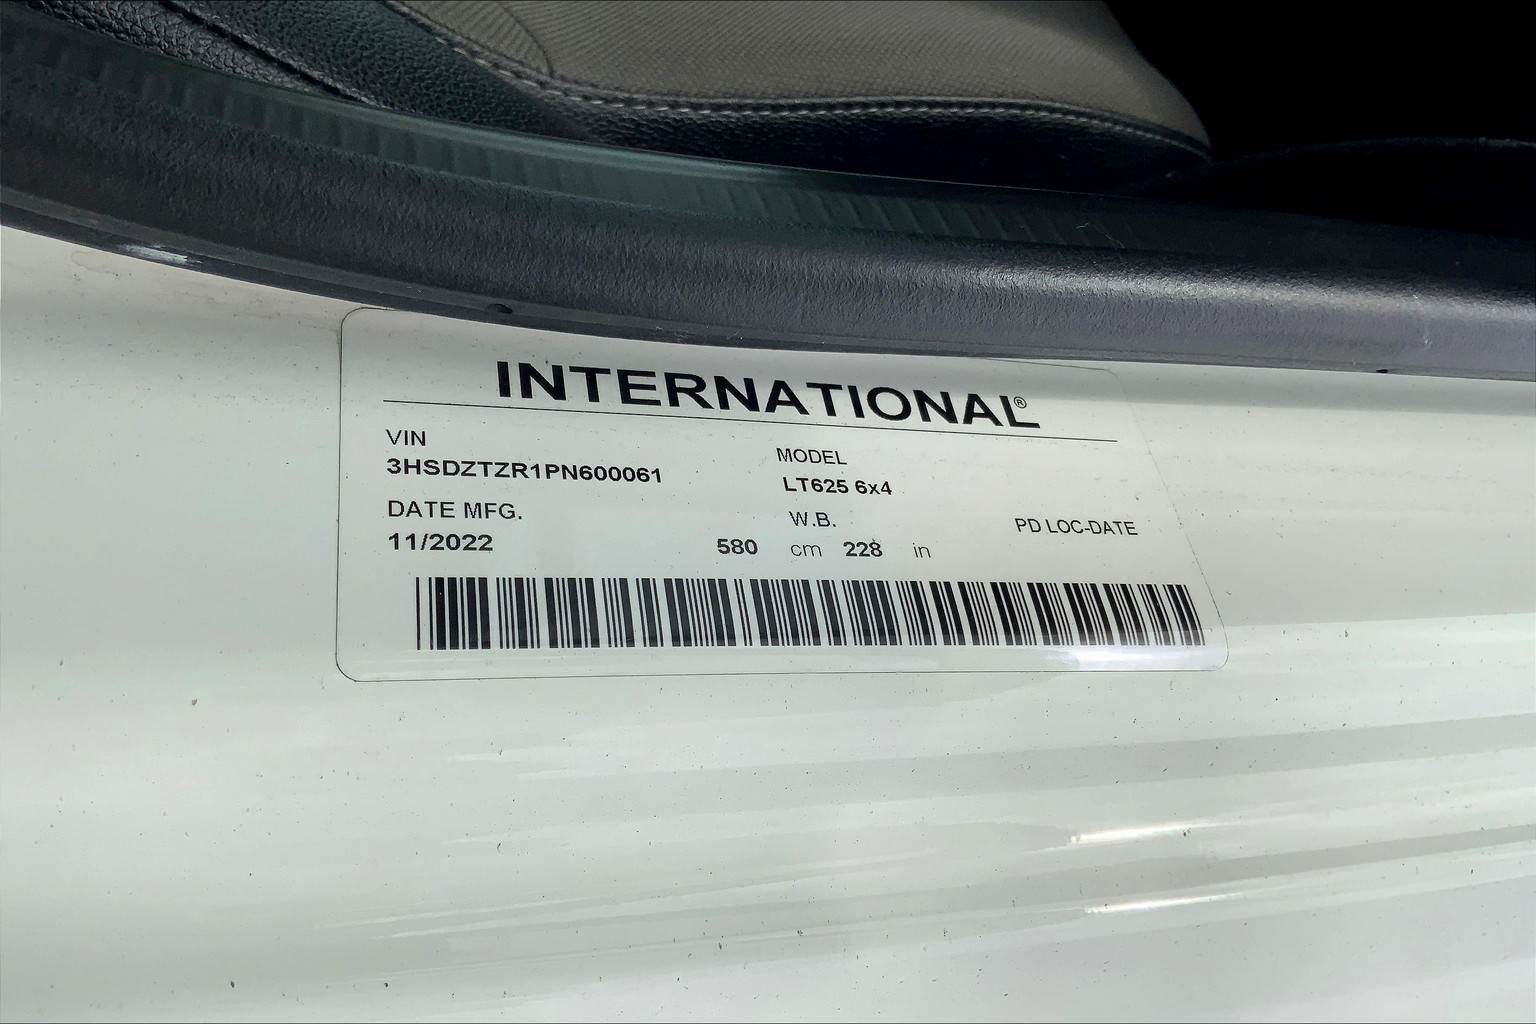 INTERNATIONAL®
VIN
3HSDZTZR1PN600061
MODEL
LT625 6x4
DATE MFG.
11/2022
W.B.
580 cm 228 in
PD LOC-DATE